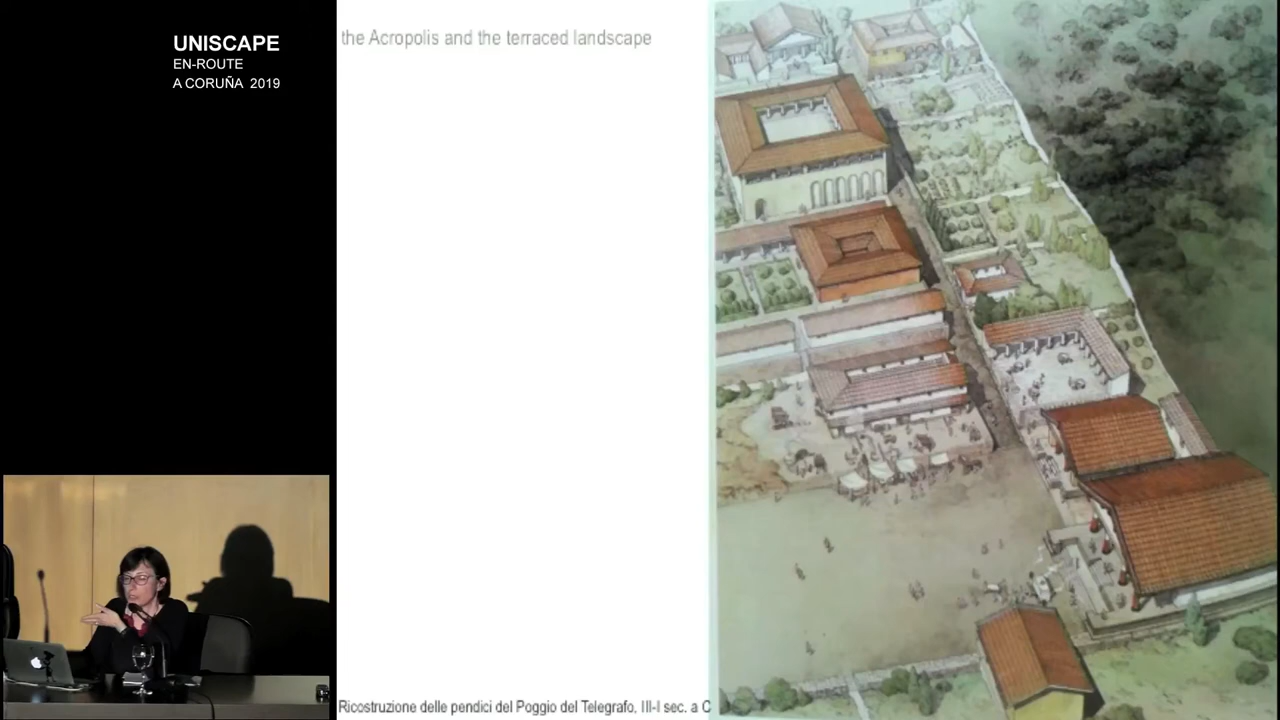 UNISCAPE
EN-ROUTE
A CORUÑA 2019
the Acropolis and the terraced landscape
Ricostruzione delle pendici del Poggio del Telegrafo, III-I sec. a C